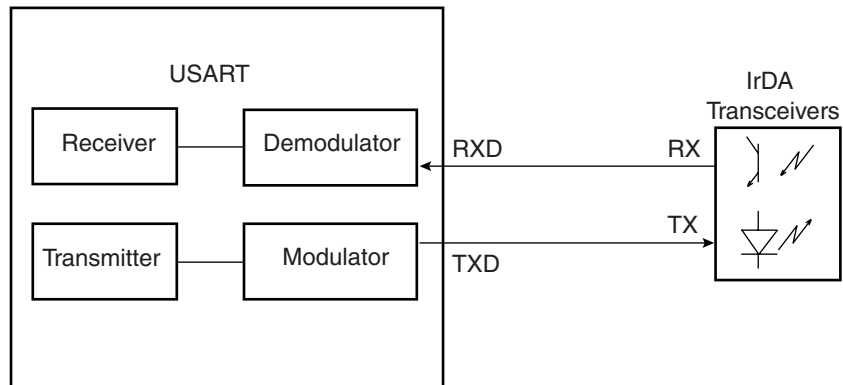 USART
IrDA
Transceivers
Receiver
Demodulator
RXD
RX
Transmitter
Modulator
TXD
TX